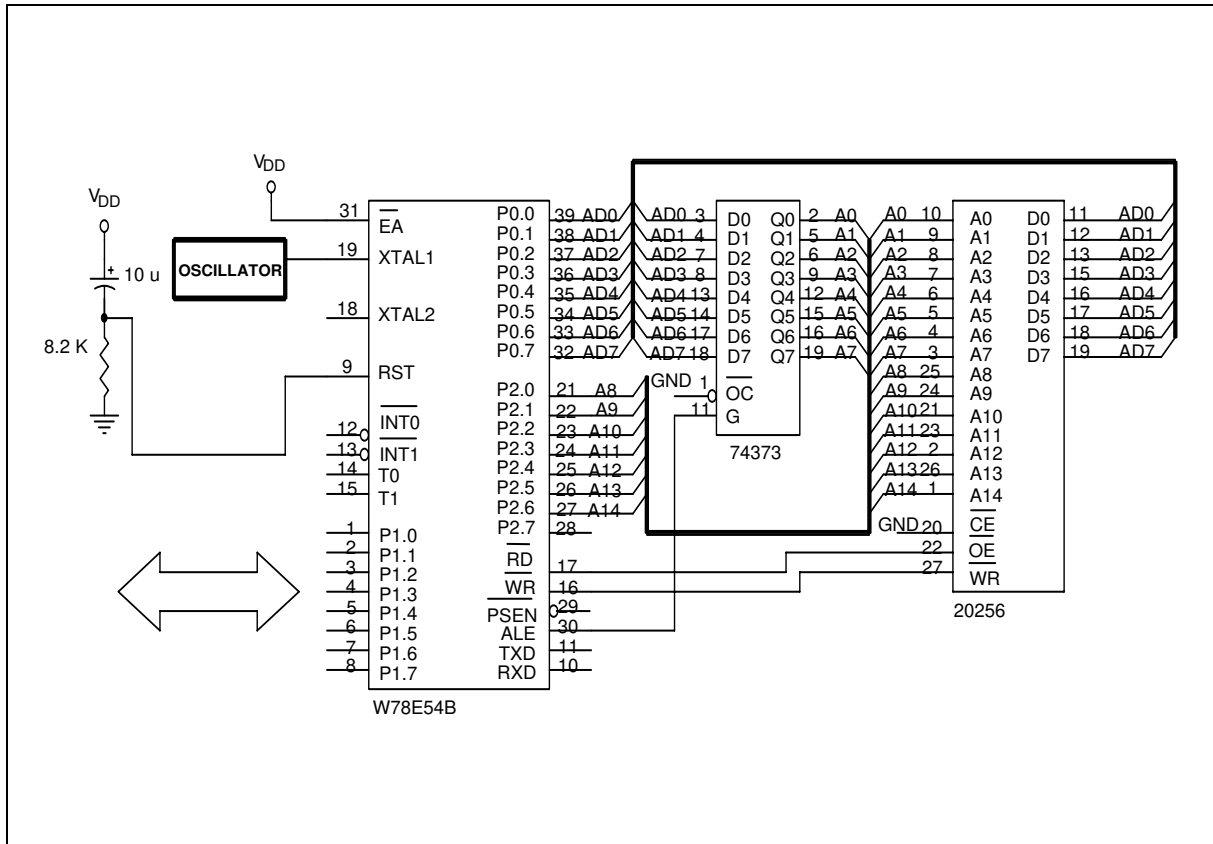 VDD
VDD
10 u
8.2 K
OSCILLATOR
31 EA
19 XTAL1
18 XTAL2
9 RST
12 INT0
13 INT1
14 T0
15 T1
1 P1.0
2 P1.1
3 P1.2
4 P1.3
5 P1.4
6 P1.5
7 P1.6
8 P1.7
P0.0 39 AD0
P0.1 38 AD1
P0.2 37 AD2
P0.3 36 AD3
P0.4 35 AD4
P0.5 34 AD5
P0.6 33 AD6
P0.7 32 AD7
P2.0 21 A8
P2.1 22 A9
P2.2 23 A10
P2.3 24 A11
P2.4 25 A12
P2.5 26 A13
P2.6 27 A14
P2.7 28
RD 17
WR 16
PSEN 29
ALE 30
TXD 11
RXD 10
W78E54B
AD0 3 D0 Q0 2 A0
AD1 4 D1 Q1 5 A1
AD2 7 D2 Q2 6 A2
AD3 8 D3 Q3 9 A3
AD4 13 D4 Q4 12 A4
AD5 14 D5 Q5 15 A5
AD6 17 D6 Q6 16 A6
AD7 18 D7 Q7 19 A7
GND 1 OC
11 G
74373
A0 10 A0 D0 11 AD0
A1 9 A1 D1 12 AD1
A2 8 A2 D2 13 AD2
A3 7 A3 D3 15 AD3
A4 6 A4 D4 16 AD4
A5 5 A5 D5 17 AD5
A6 4 A6 D6 18 AD6
A7 3 A7 D7 19 AD7
A8 25 A8
A9 24 A9
A10 21 A10
A11 23 A11
A12 2 A12
A13 26 A13
A14 1 A14
GND 20 CE
22 OE
27 WR
20256